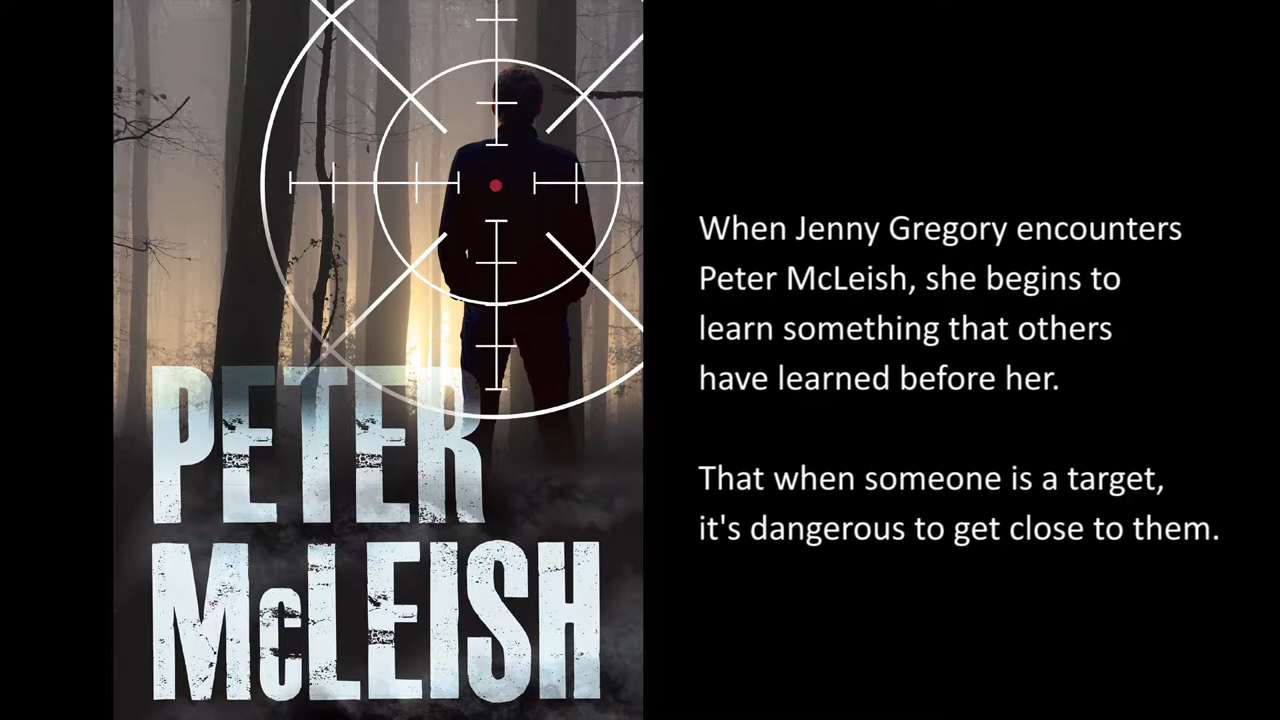 PETER
McLEISH
When Jenny Gregory encounters
Peter McLeish, she begins to
learn something that others
have learned before her.
That when someone is a target,
it's dangerous to get close to them.